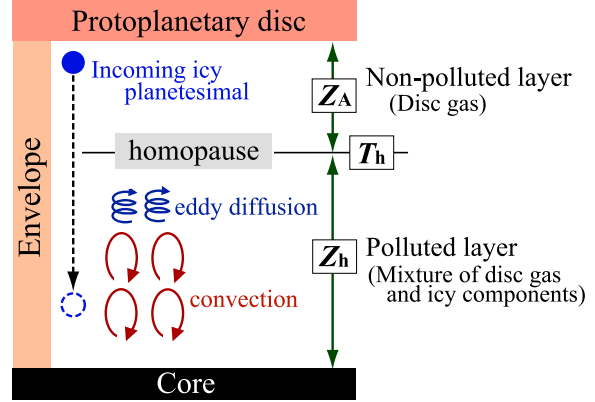 Protoplanetary disc
Envelope
Incoming icy
planetesimal
Z_A
Non-polluted layer
(Disc gas)
homopause
T_h
eddy diffusion
convection
Z_h
Polluted layer
(Mixture of disc gas
and icy components)
Core